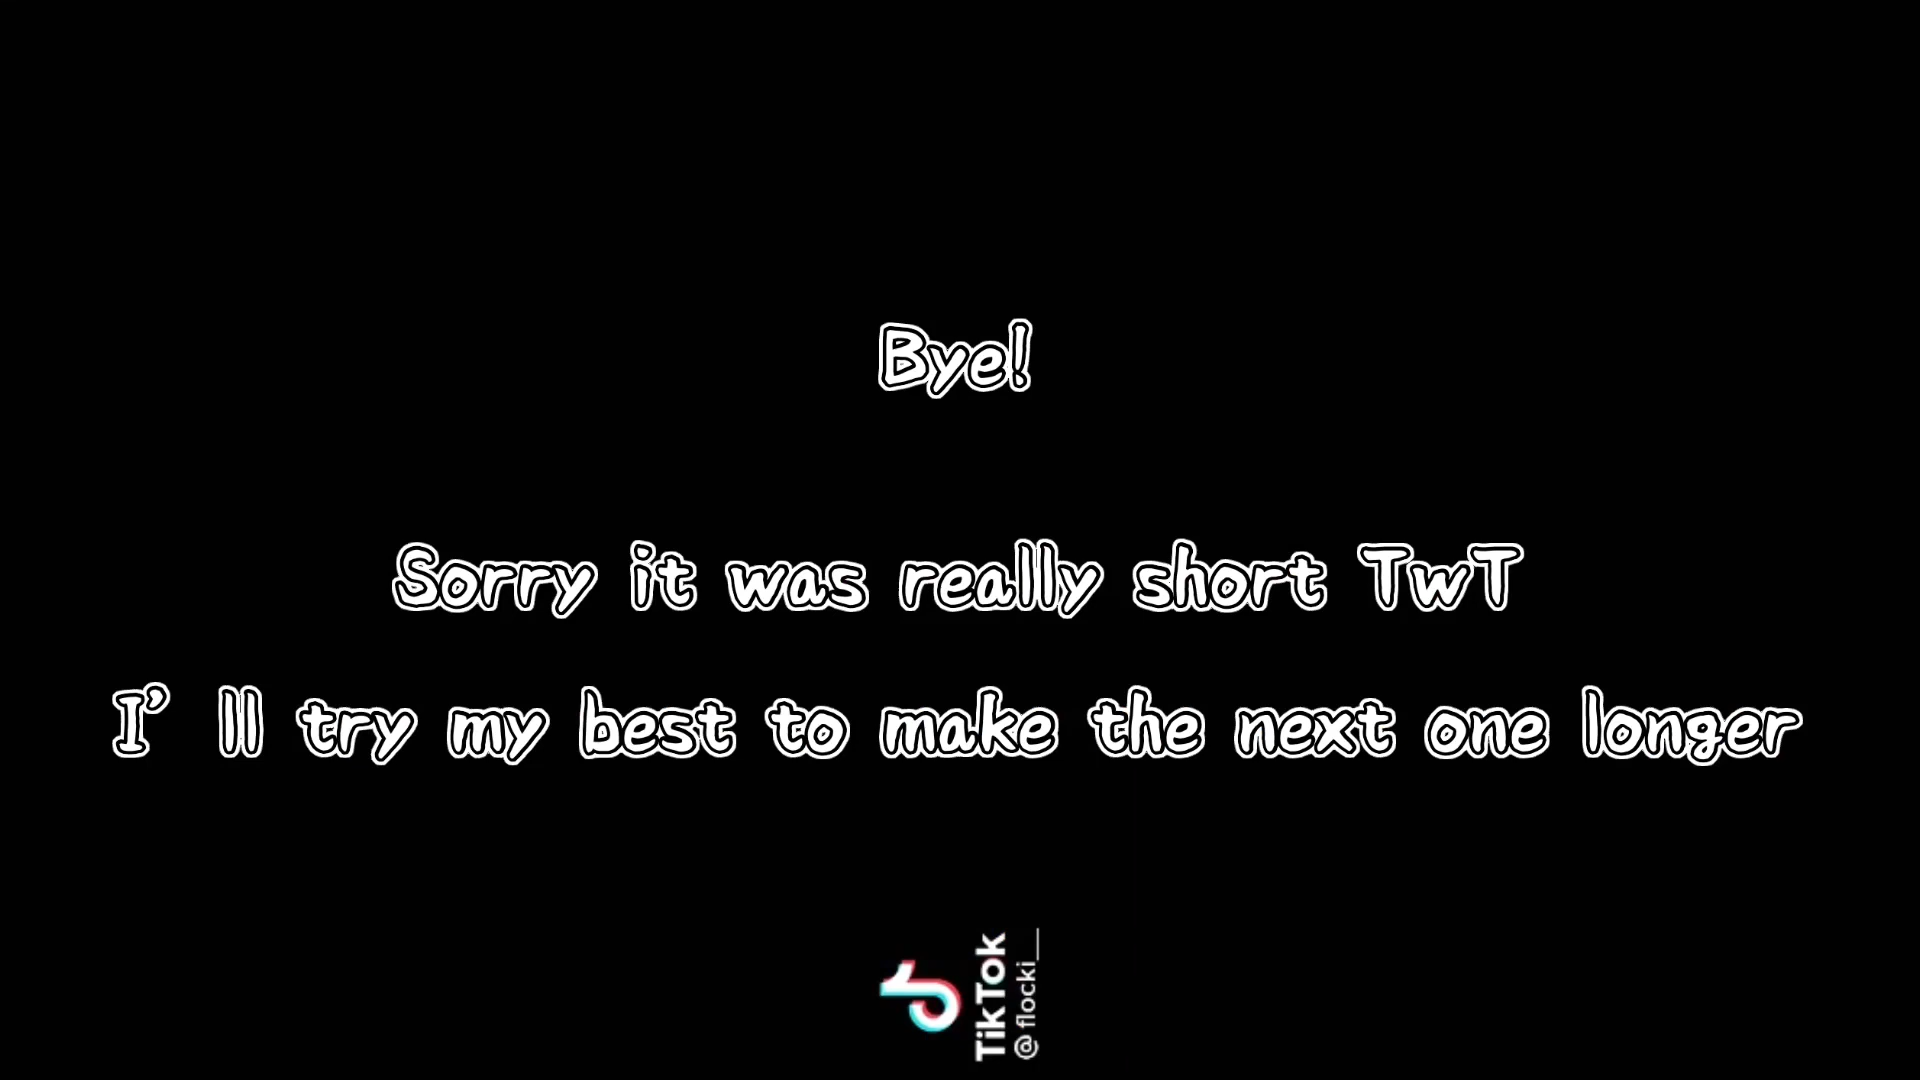 Bye!
Sorry it was really short TwT
I’ll try my best to make the next one longer
TikTok
@flocki__